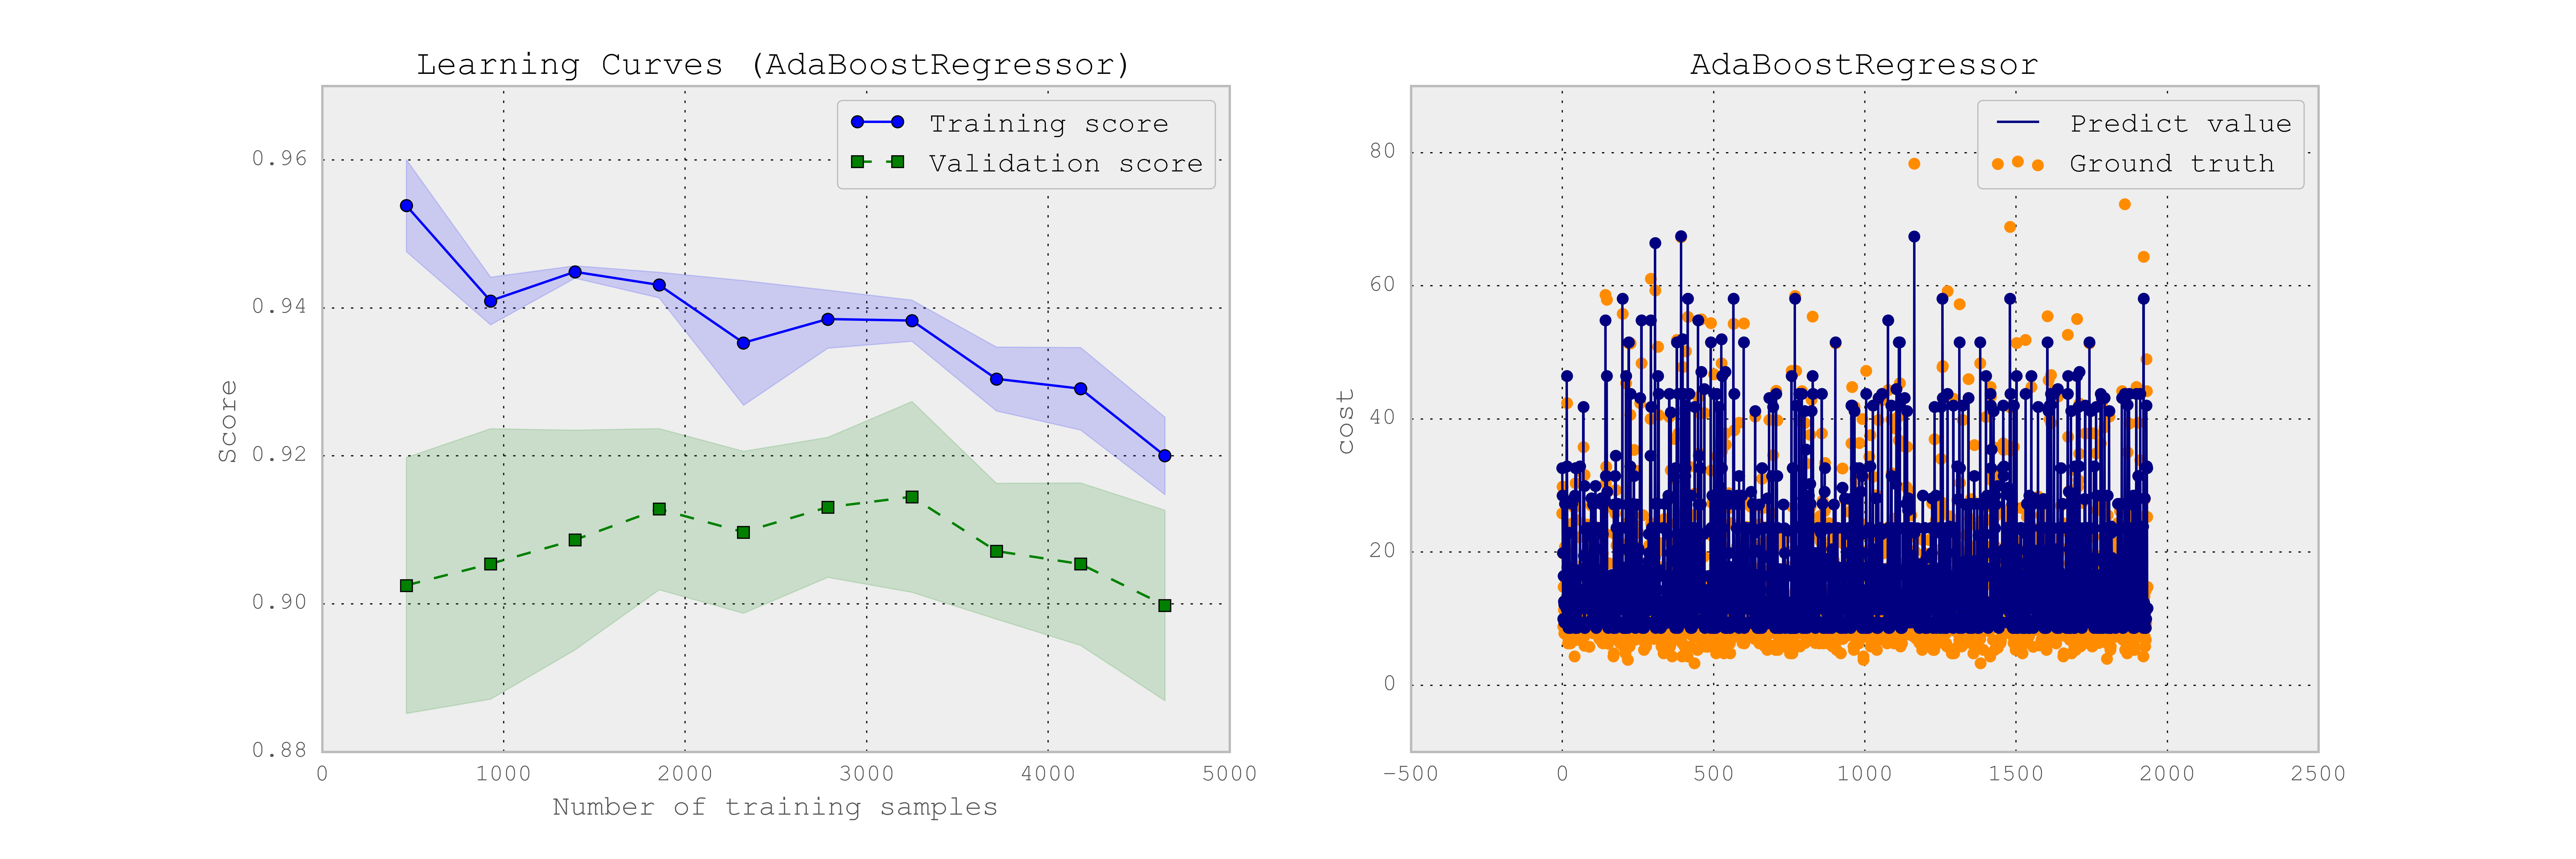 Learning Curves (AdaBoostRegressor)
Training score
Validation score
0.96
0.94
0.92
0.90
0.88
Score
0 1000 2000 3000 4000 5000
Number of training samples
AdaBoostRegressor
Predict value
Ground truth
80
60
40
20
0
cost
−500 0 500 1000 1500 2000 2500